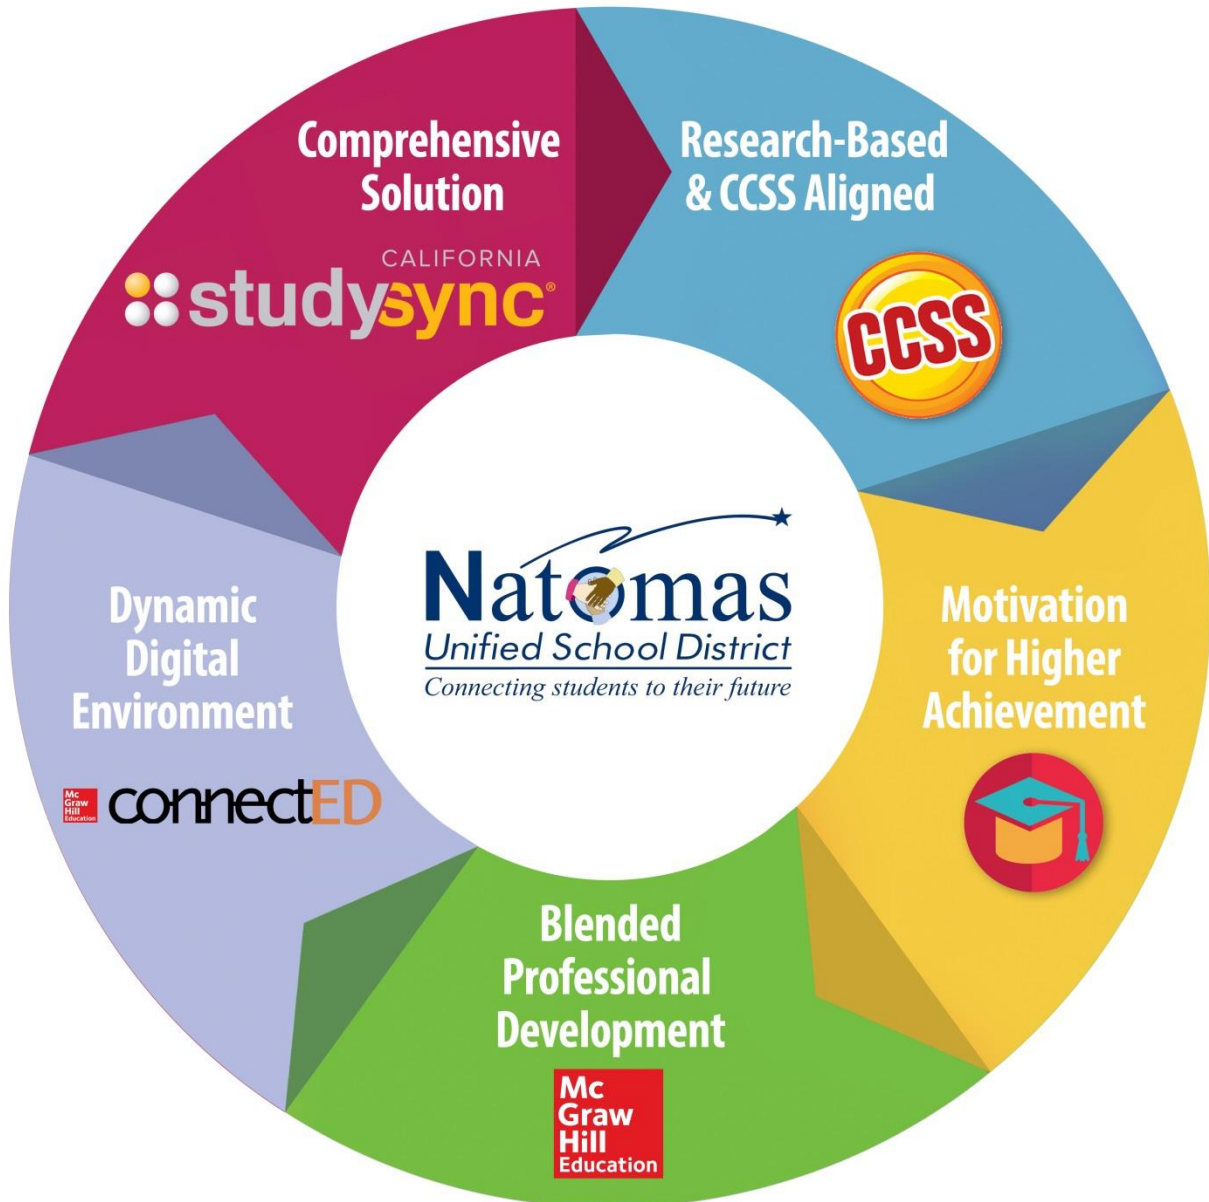 Comprehensive
Solution
CALIFORNIA
studysync®
Research-Based
& CCSS Aligned
CCSS
Motivation
for Higher
Achievement
Blended
Professional
Development
Mc
Graw
Hill
Education
Dynamic
Digital
Environment
Mc
Graw
Hill
Education
connectED
Natomas
Unified School District
Connecting students to their future